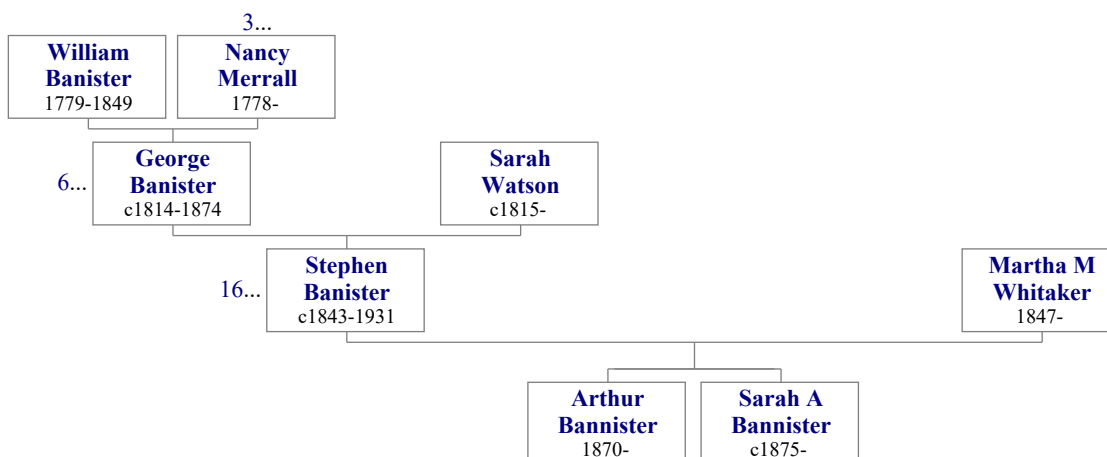 3...
William
Banister
1779-1849
Nancy
Merrall
1778-
6...
George
Banister
c1814-1874
Sarah
Watson
c1815-
16...
Stephen
Banister
c1843-1931
Martha M
Whitaker
1847-
Arthur
Bannister
1870-
Sarah A
Bannister
c1875-